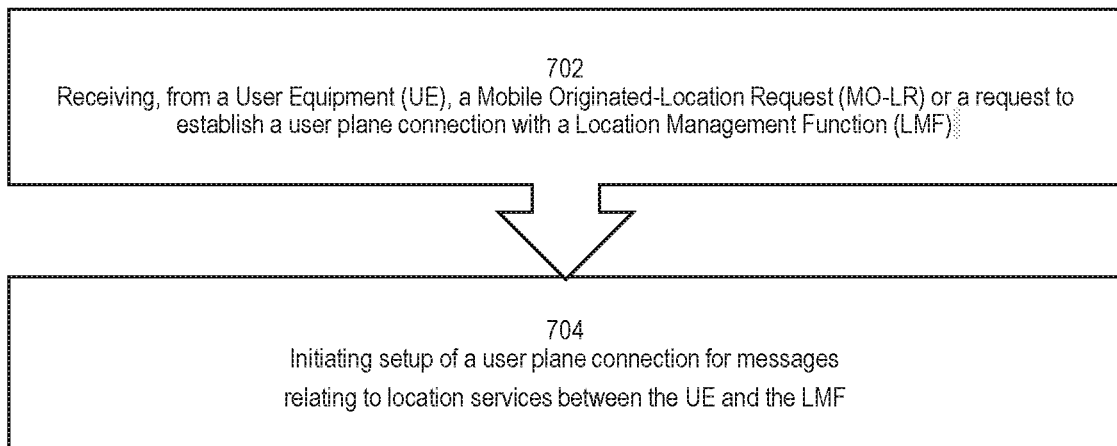 702
Receiving, from a User Equipment (UE), a Mobile Originated-Location Request (MO-LR) or a request to
establish a user plane connection with a Location Management Function (LMF)
704
Initiating setup of a user plane connection for messages
relating to location services between the UE and the LMF